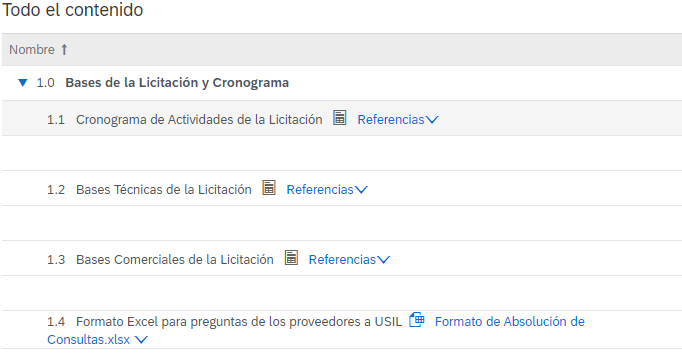 Todo el contenido
Nombre ↑
▼ 1.0 Bases de la Licitación y Cronograma
1.1 Cronograma de Actividades de la Licitación Referencias
1.2 Bases Técnicas de la Licitación Referencias
1.3 Bases Comerciales de la Licitación Referencias
1.4 Formato Excel para preguntas de los proveedores a USIL Formato de Absolución de
Consultas.xlsx